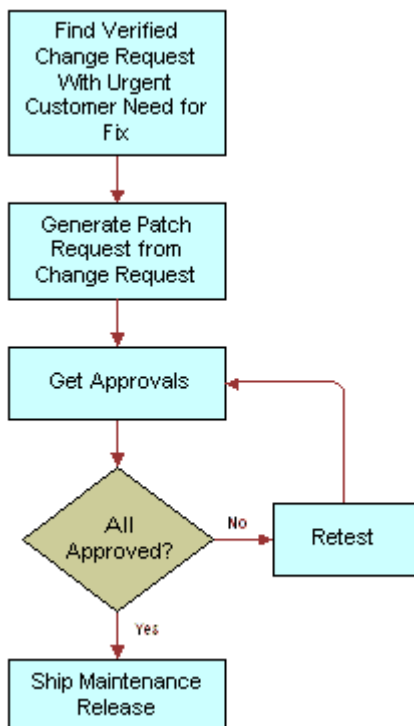 Find Verified
Change Request
With Urgent
Customer Need for
Fix
Generate Patch
Request from
Change Request
Get Approvals
All
Approved?
No
Retest
Yes
Ship Maintenance
Release